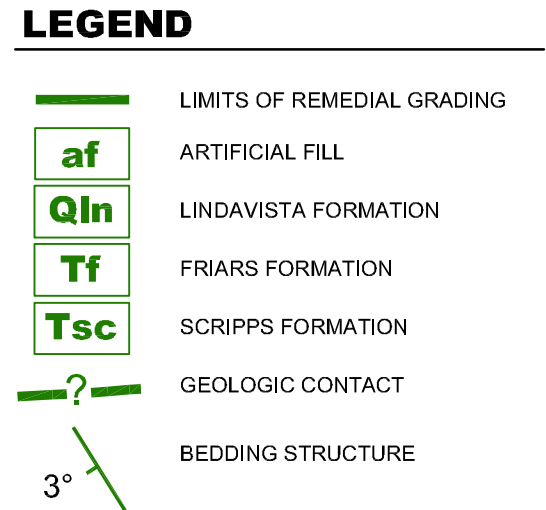 LEGEND
LIMITS OF REMEDIAL GRADING
af ARTIFICIAL FILL
Qln LINDAVISTA FORMATION
Tf FRIARS FORMATION
Tsc SCRIPPS FORMATION
? GEOLOGIC CONTACT
BEDDING STRUCTURE
3°